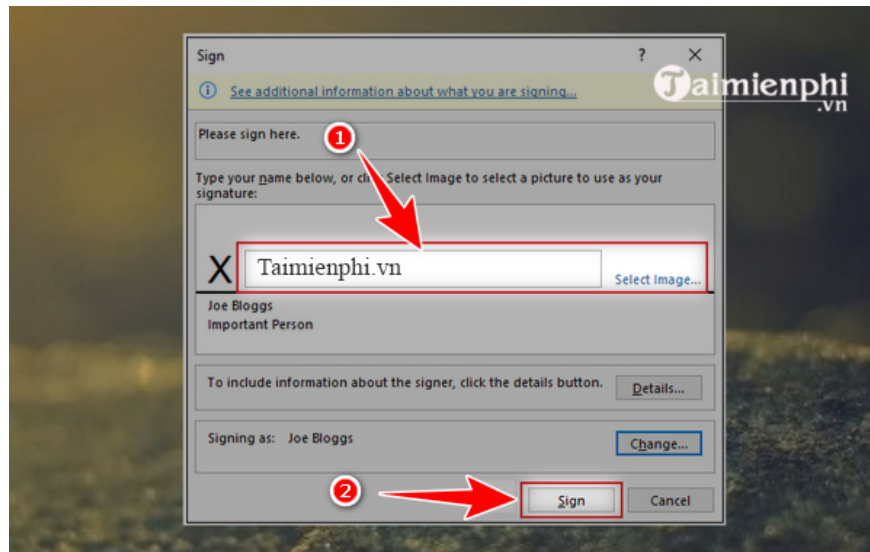 Sign ? ×
Taimienphi
.vn
See additional information about what you are signing...
Please sign here.
1
Type your name below, or click Select Image to select a picture to use as your
signature:
X Taimienphi.vn
Select Image...
Joe Bloggs
Important Person
To include information about the signer, click the details button. Details...
Signing as: Joe Bloggs Change...
2
Sign Cancel